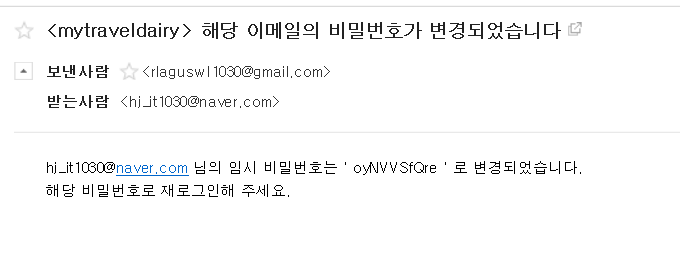 <mytraveldairy> 해당 이메일의 비밀번호가 변경되었습니다
보낸사람 <rlaguswl1030@gmail.com>
받는사람 <hj_it1030@naver.com>
hj_it1030@naver.com 님의 임시 비밀번호는 ' oyNVVSfQre ' 로 변경되었습니다.
해당 비밀번호로 재로그인해 주세요.